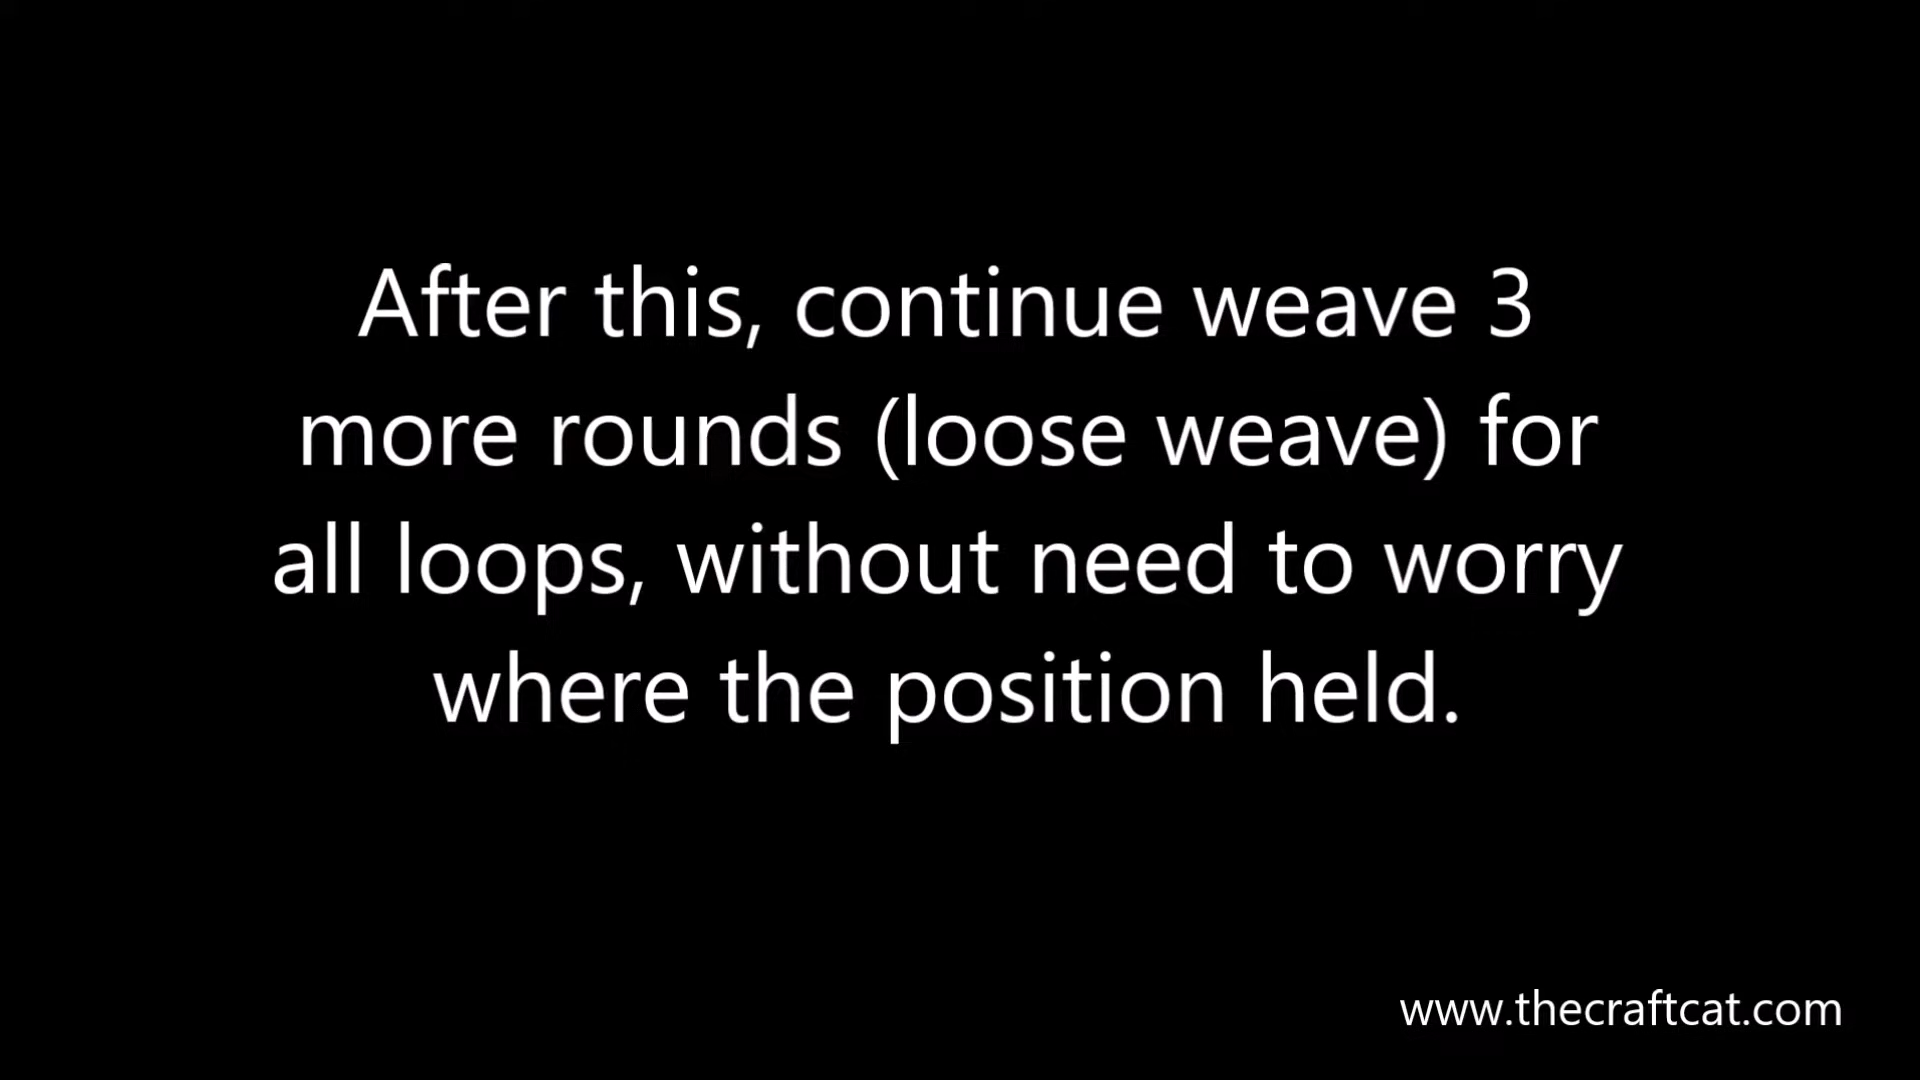 After this, continue weave 3
more rounds (loose weave) for
all loops, without need to worry
where the position held.
www.thecraftcat.com